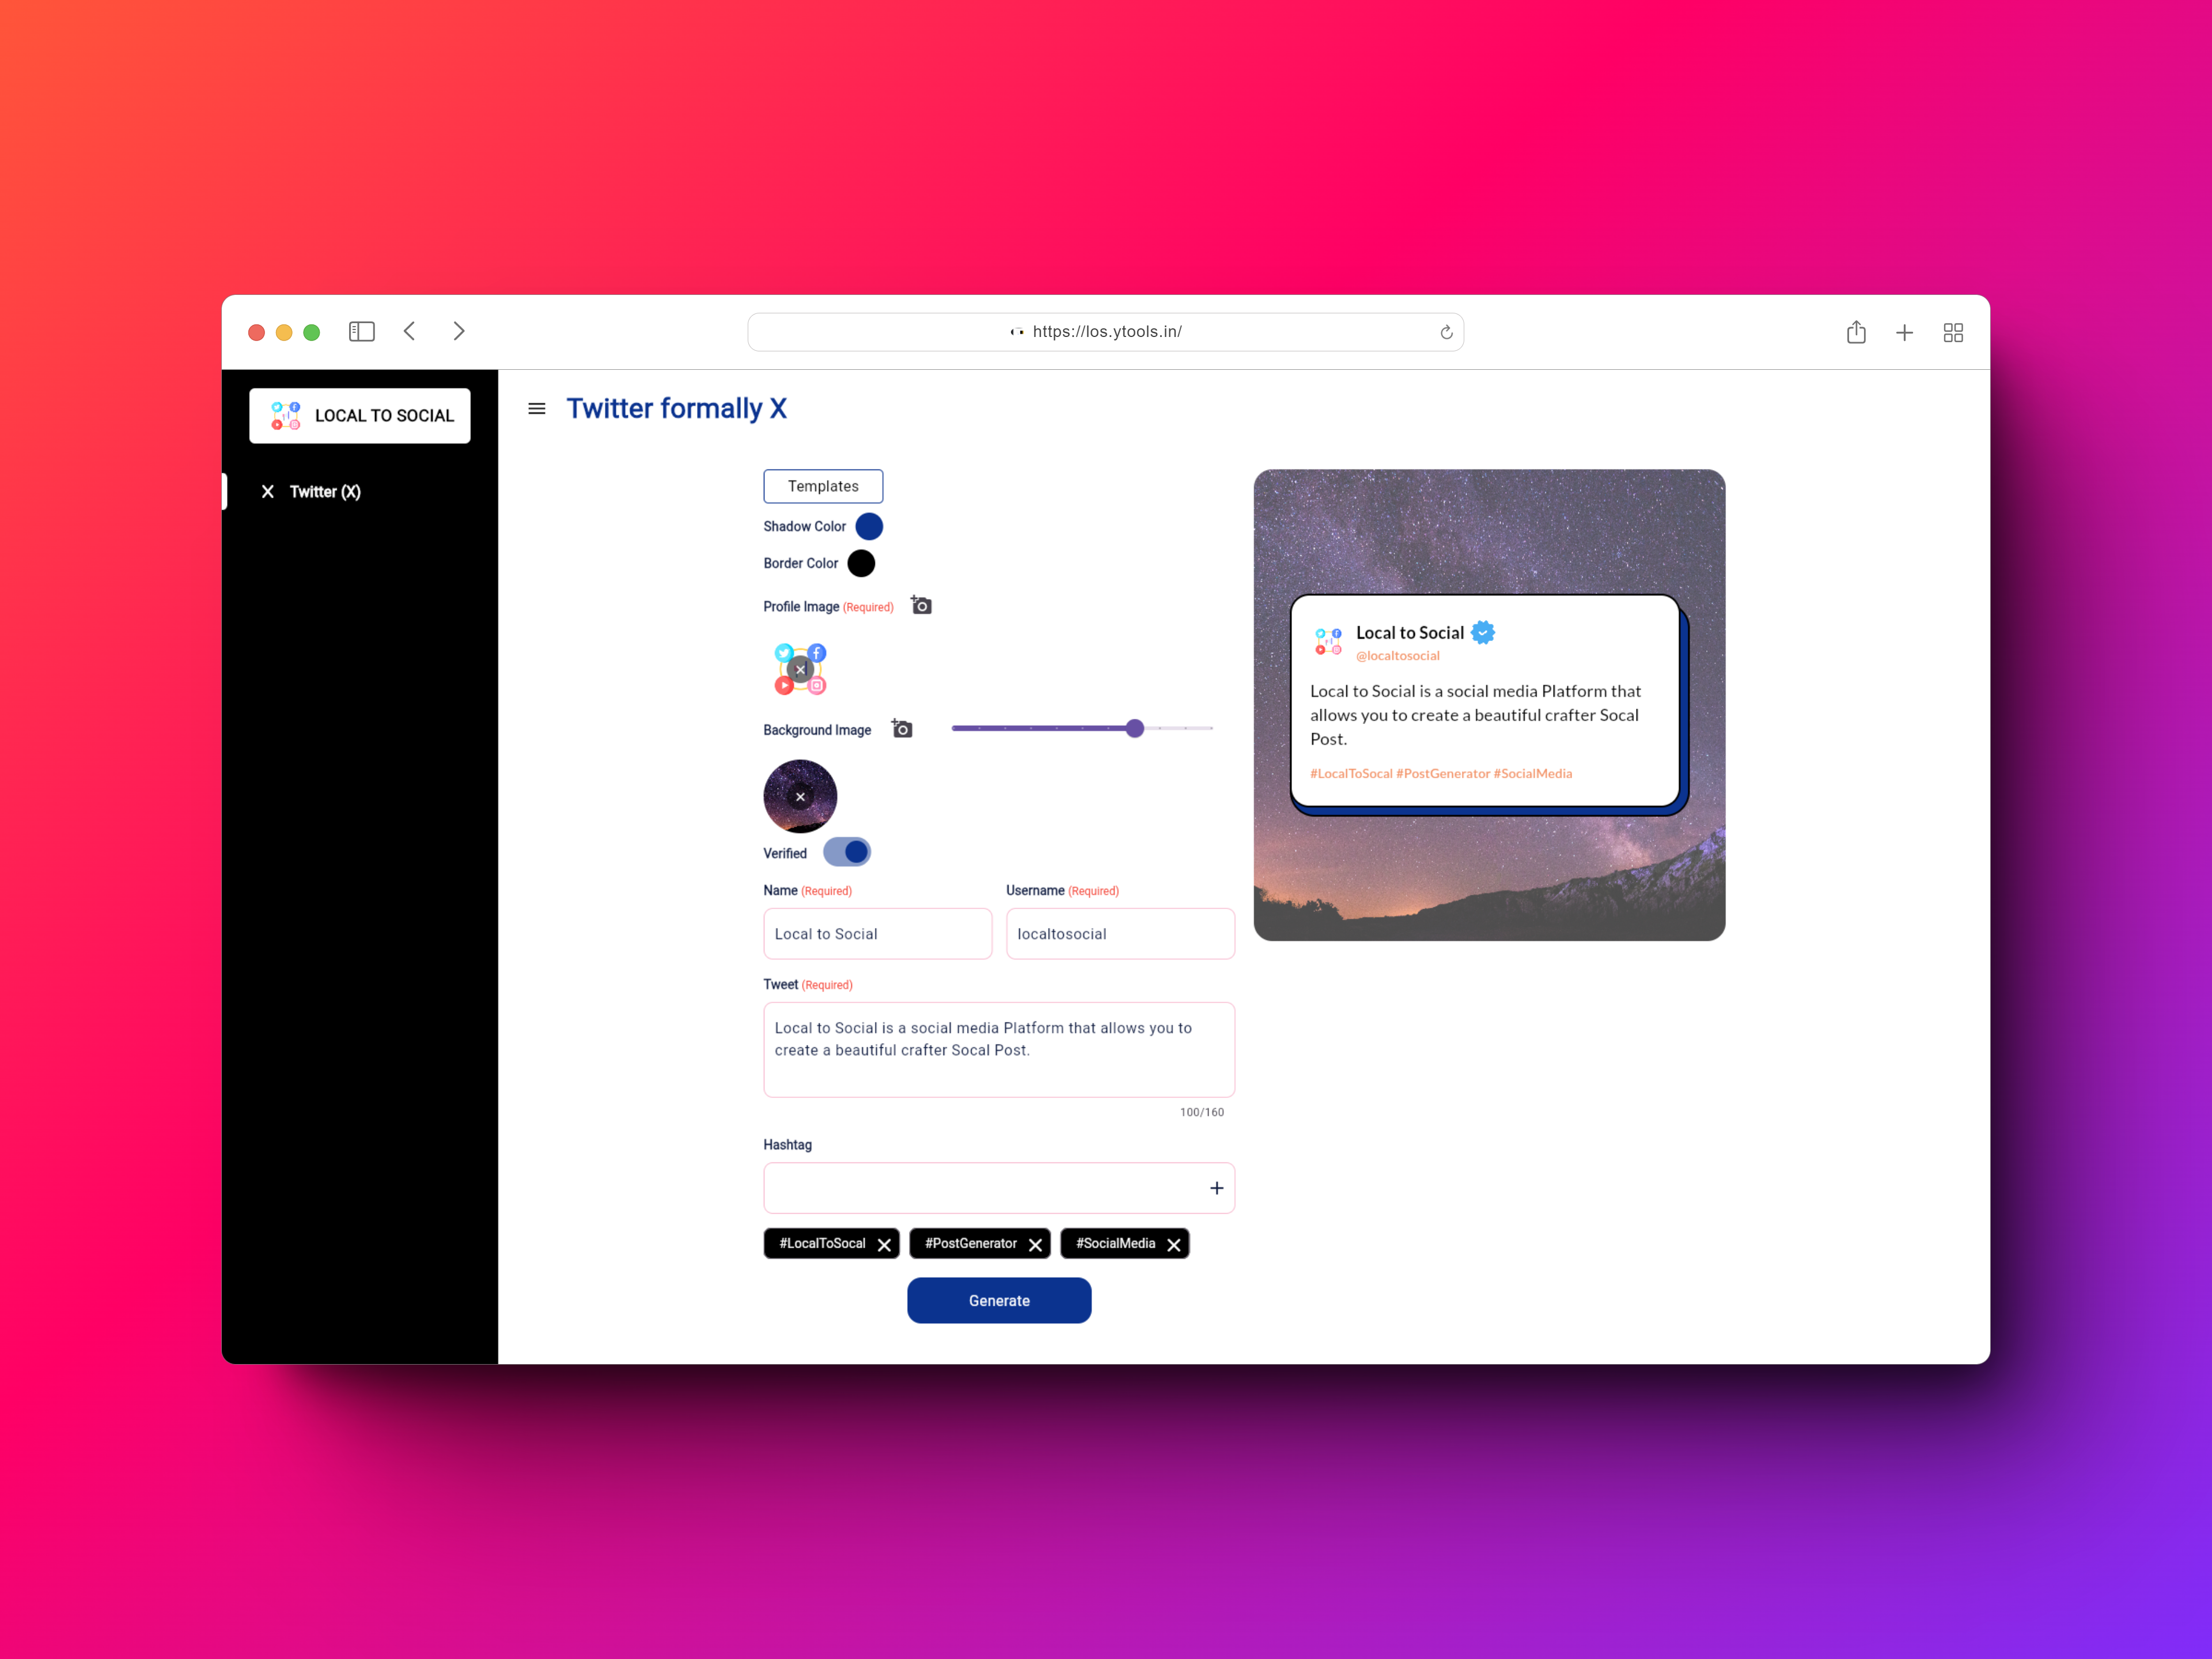 https://los.ytools.in/
LOCAL TO SOCIAL
Twitter (X)
Twitter formally X
Templates
Shadow Color
Border Color
Profile Image (Required)
Background Image
Verified
Name (Required)
Username (Required)
Local to Social
localtosocial
Tweet (Required)
Local to Social is a social media Platform that allows you to
create a beautiful crafter Socal Post.
100/160
Hashtag
#LocalToSocal
#PostGenerator
#SocialMedia
Generate
Local to Social
@localtosocial
Local to Social is a social media Platform that
allows you to create a beautiful crafter Socal
Post.
#LocalToSocal #PostGenerator #SocialMedia